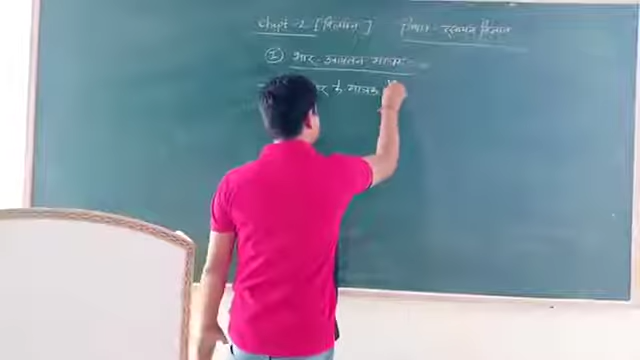 Chapt-2 [विलयन] विषय- रसायन विज्ञान
① भार-आयतन
र के मात्रक